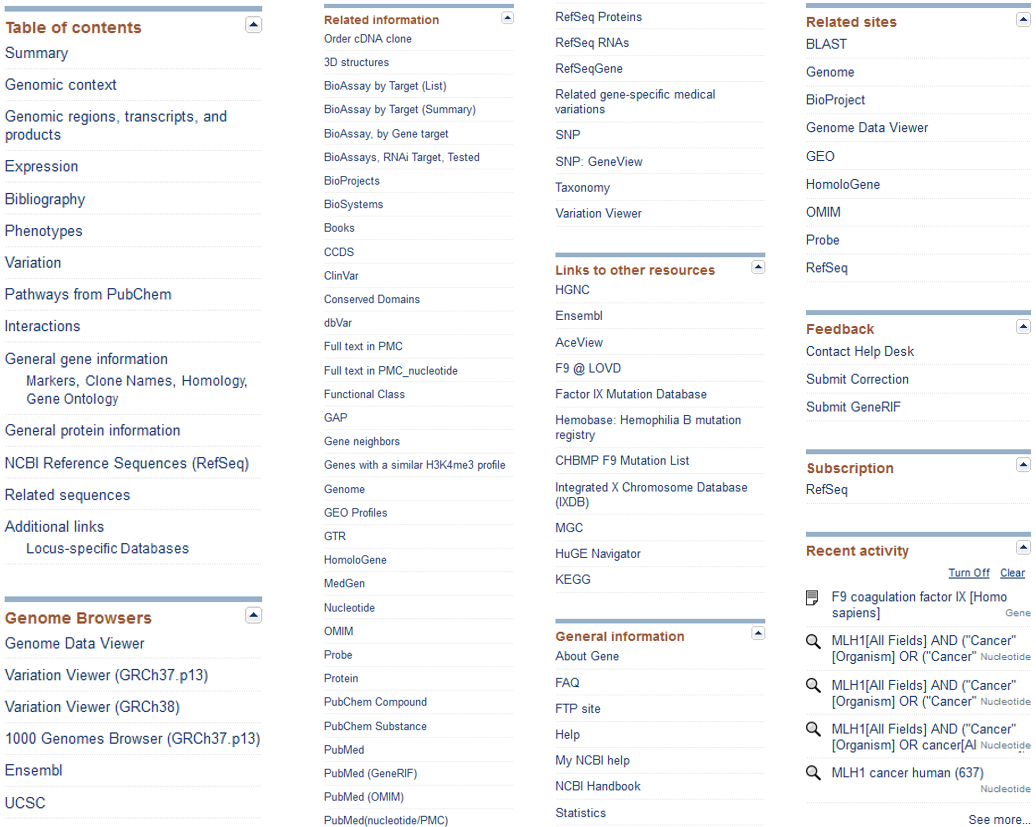 Table of contents
Summary
Genomic context
Genomic regions, transcripts, and
products
Expression
Bibliography
Phenotypes
Variation
Pathways from PubChem
Interactions
General gene information
Markers, Clone Names, Homology,
Gene Ontology
General protein information
NCBI Reference Sequences (RefSeq)
Related sequences
Additional links
Locus-specific Databases
Genome Browsers
Genome Data Viewer
Variation Viewer (GRCh37.p13)
Variation Viewer (GRCh38)
1000 Genomes Browser (GRCh37.p13)
Ensembl
UCSC
Related information
Order cDNA clone
3D structures
BioAssay by Target (List)
BioAssay by Target (Summary)
BioAssay, by Gene target
BioAssays, RNAi Target, Tested
BioProjects
BioSystems
Books
CCDS
ClinVar
Conserved Domains
dbVar
Full text in PMC
Full text in PMC_nucleotide
Functional Class
GAP
Gene neighbors
Genes with a similar H3K4me3 profile
Genome
GEO Profiles
GTR
HomoloGene
MedGen
Nucleotide
OMIM
Probe
Protein
PubChem Compound
PubChem Substance
PubMed
PubMed (GeneRIF)
PubMed (OMIM)
PubMed(nucleotide/PMC)
RefSeq Proteins
RefSeq RNAs
RefSeqGene
Related gene-specific medical
variations
SNP
SNP: GeneView
Taxonomy
Variation Viewer
Links to other resources
HGNC
Ensembl
AceView
F9 @ LOVD
Factor IX Mutation Database
Hemobase: Hemophilia B mutation
registry
CHBMP F9 Mutation List
Integrated X Chromosome Database
(IXDB)
MGC
HuGE Navigator
KEGG
General information
About Gene
FAQ
FTP site
Help
My NCBI help
NCBI Handbook
Statistics
Related sites
BLAST
Genome
BioProject
Genome Data Viewer
GEO
HomoloGene
OMIM
Probe
RefSeq
Feedback
Contact Help Desk
Submit Correction
Submit GeneRIF
Subscription
RefSeq
Recent activity
Turn Off Clear
F9 coagulation factor IX [Homo
sapiens] Gene
MLH1[All Fields] AND ("Cancer"
[Organism] OR ("Cancer" Nucleotide
MLH1[All Fields] AND ("Cancer"
[Organism] OR ("Cancer" Nucleotide
MLH1[All Fields] AND ("Cancer"
[Organism] OR cancer[Al Nucleotide
MLH1 cancer human (637)
Nucleotide
See more...